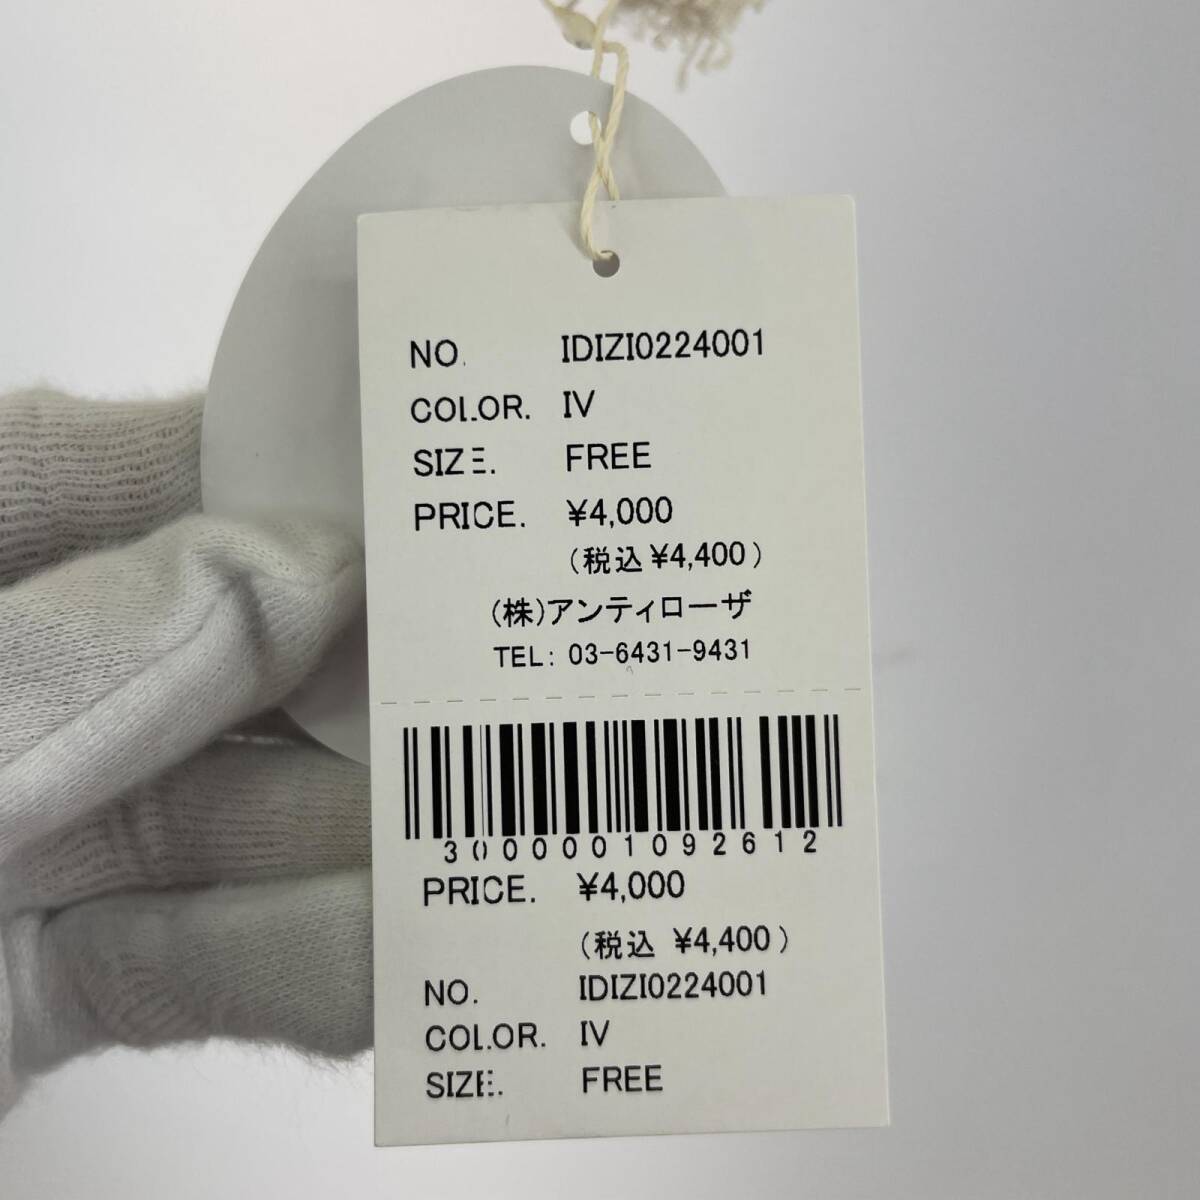 NO. IDIZI0224001
COLOR. IV
SIZE. FREE
PRICE. ¥4,000
(税込¥4,400)
(株)アンティローザ
TEL: 03-6431-9431
3000001092612
PRICE. ¥4,000
(税込 ¥4,400)
NO. IDIZI0224001
COLOR. IV
SIZE. FREE